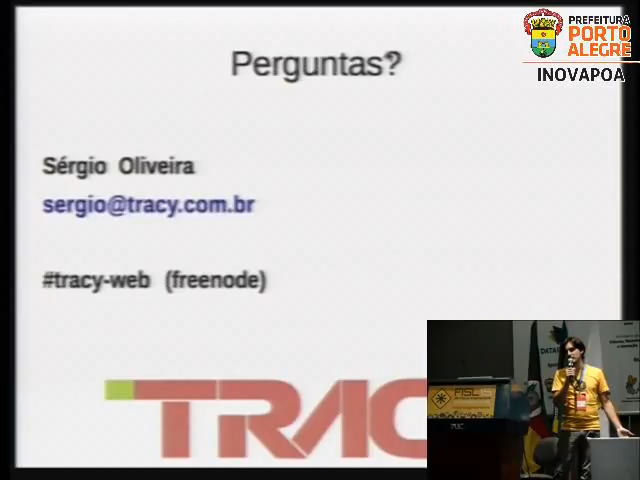 Perguntas?
PREFEITURA
PORTO
ALEGRE
INOVAPOA
Sérgio Oliveira
sergio@tracy.com.br
#tracy-web (freenode)
TRAC
FISL